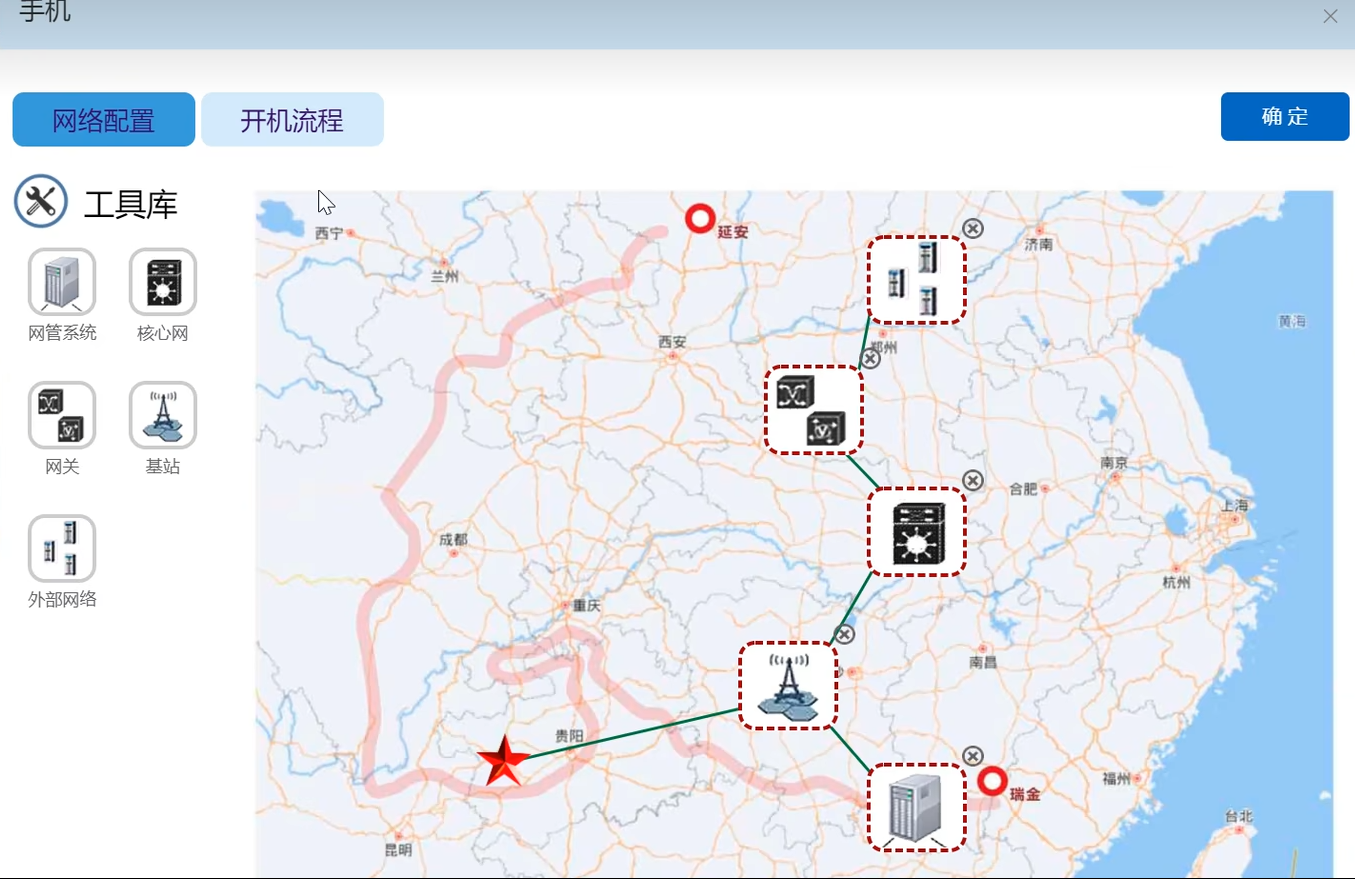 手机
网络配置
开机流程
确定
工具库
网管系统
核心网
网关
基站
外部网络
西宁
延安
济南
兰州
黄海
西安
郑州
南京
合肥
上海
成都
杭州
重庆
南昌
贵阳
福州
瑞金
台北
昆明